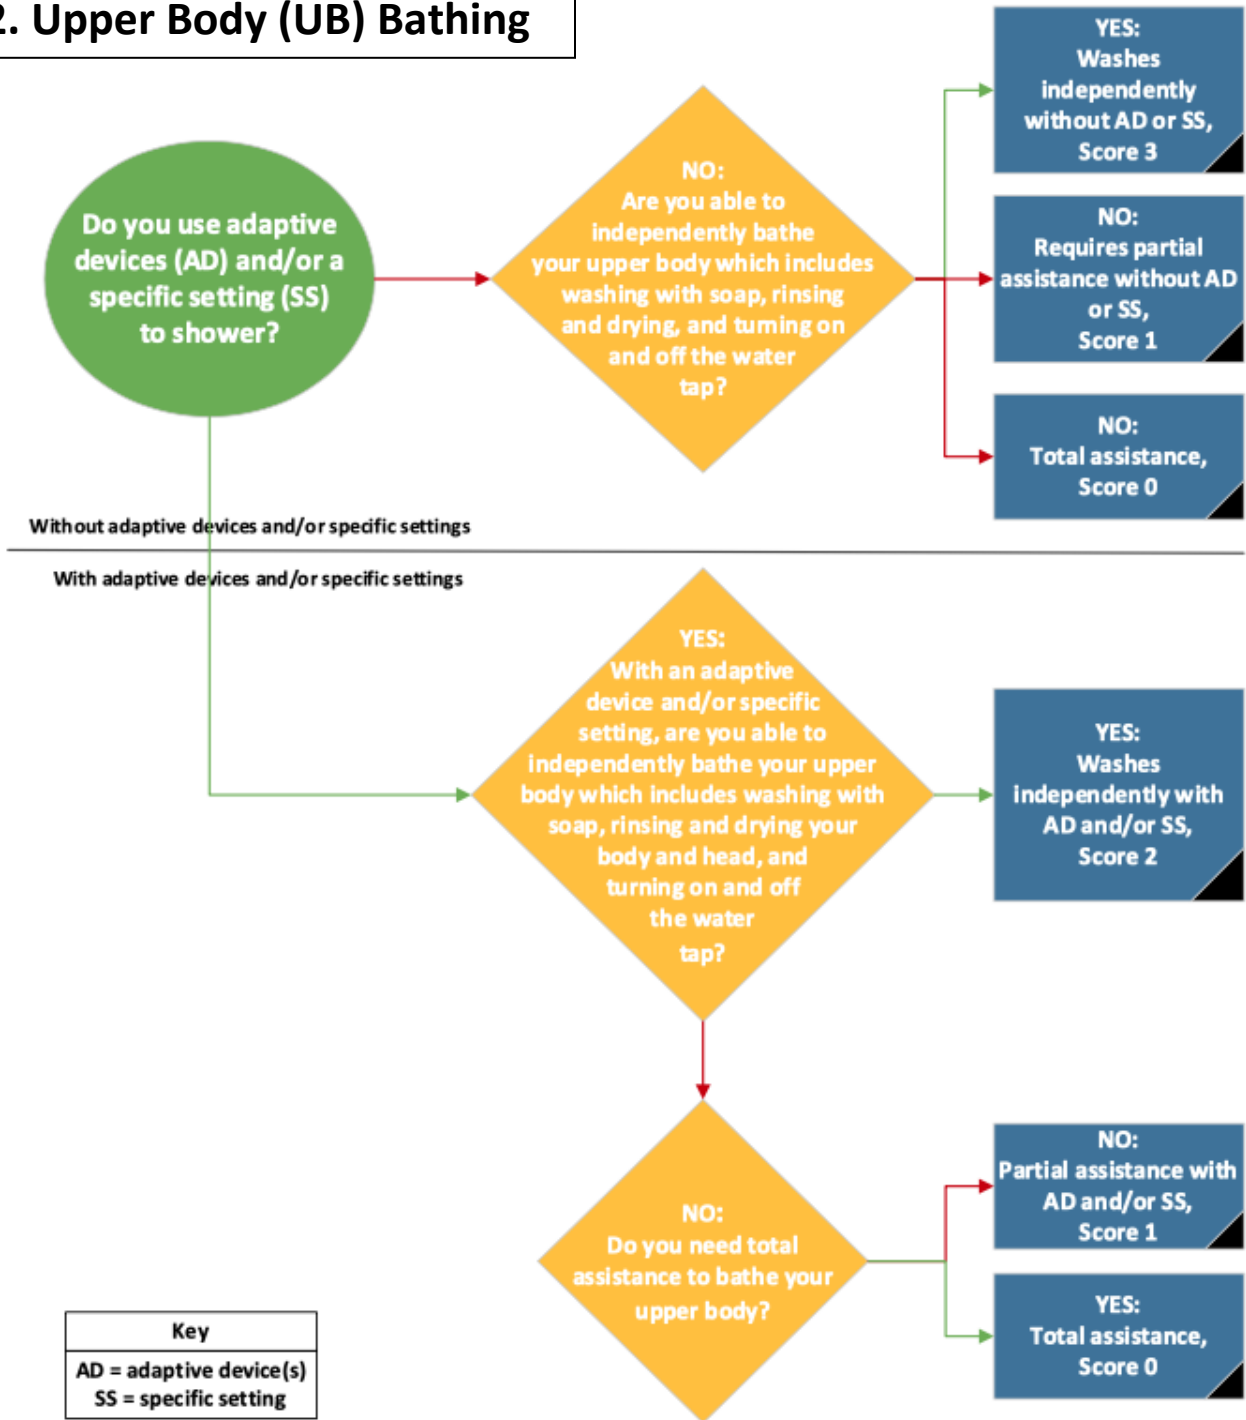 2. Upper Body (UB) Bathing
Do you use adaptive
devices (AD) and/or a
specific setting (SS)
to shower?
NO:
Are you able to
independently bathe
your upper body which includes
washing with soap, rinsing
and drying, and turning on
and off the water
tap?
YES:
Washes
independently
without AD or SS,
Score 3
NO:
Requires partial
assistance without AD
or SS,
Score 1
NO:
Total assistance,
Score 0
Without adaptive devices and/or specific settings
With adaptive devices and/or specific settings
YES:
With an adaptive
device and/or specific
setting, are you able to
independently bathe your upper
body which includes washing with
soap, rinsing and drying your
body and head, and
turning on and off
the water
tap?
YES:
Washes
independently with
AD and/or SS,
Score 2
NO:
Do you need total
assistance to bathe your
upper body?
NO:
Partial assistance with
AD and/or SS,
Score 1
YES:
Total assistance,
Score 0
Key
AD = adaptive device(s)
SS = specific setting